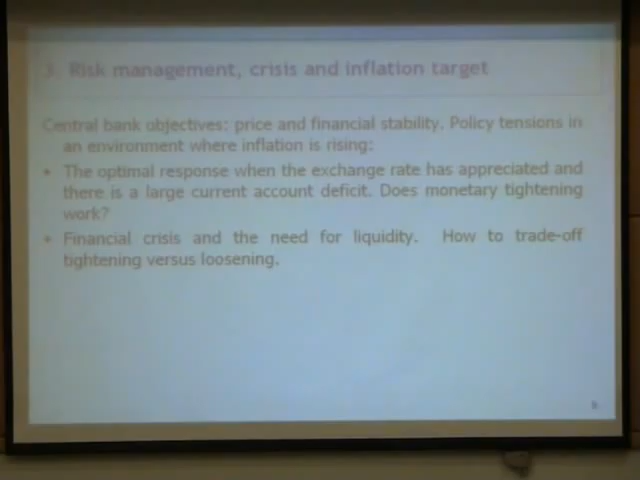 3. Risk management, crisis and inflation target
Central bank objectives: price and financial stability. Policy tensions in
an environment where inflation is rising:
• The optimal response when the exchange rate has appreciated and
there is a large current account deficit. Does monetary tightening
work?
• Financial crisis and the need for liquidity. How to trade-off
tightening versus loosening.